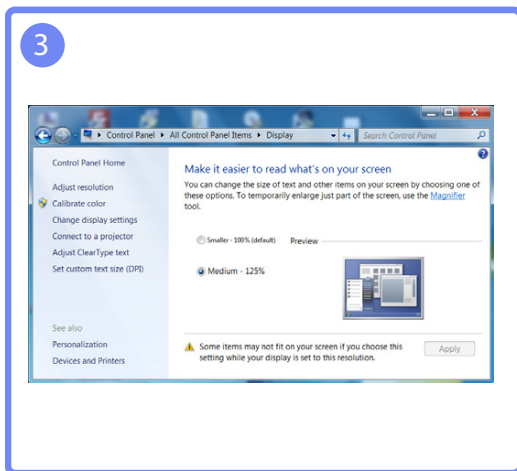 3
Control Panel ▸ All Control Panel Items ▸ Display
Search Control Panel
Control Panel Home
Adjust resolution
Calibrate color
Change display settings
Connect to a projector
Adjust ClearType text
Set custom text size (DPI)
See also
Personalization
Devices and Printers
Make it easier to read what's on your screen
You can change the size of text and other items on your screen by choosing one of
these options. To temporarily enlarge just part of the screen, use the Magnifier
tool.
Smaller - 100% (default)
Preview
Medium - 125%
Some items may not fit on your screen if you choose this
setting while your display is set to this resolution.
Apply